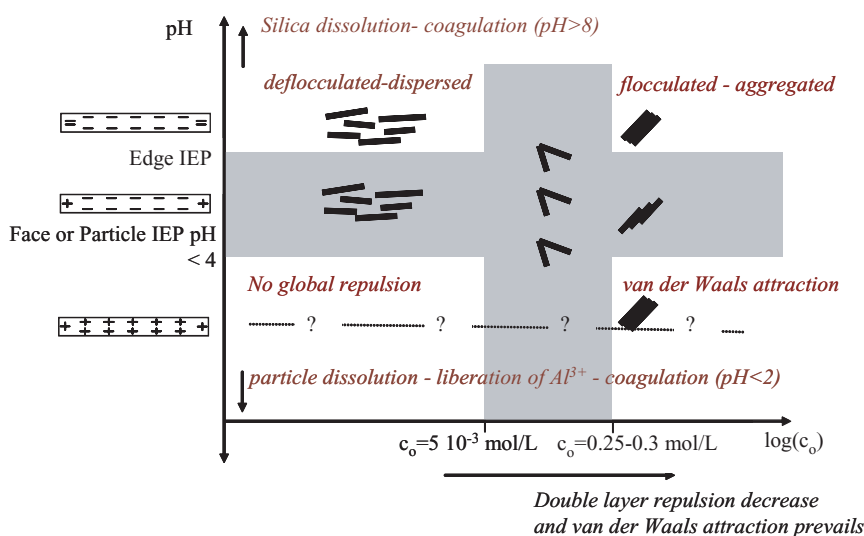 pH
Silica dissolution- coagulation (pH>8)
deflocculated-dispersed
flocculated - aggregated
= =
Edge IEP
+ +
Face or Particle IEP pH
< 4
No global repulsion
van der Waals attraction
+ + + + + + + +
? ? ? ?
particle dissolution - liberation of Al³⁺ - coagulation (pH<2)
cₒ=5 10⁻³ mol/L
cₒ=0.25-0.3 mol/L
log(cₒ)
Double layer repulsion decrease
and van der Waals attraction prevails